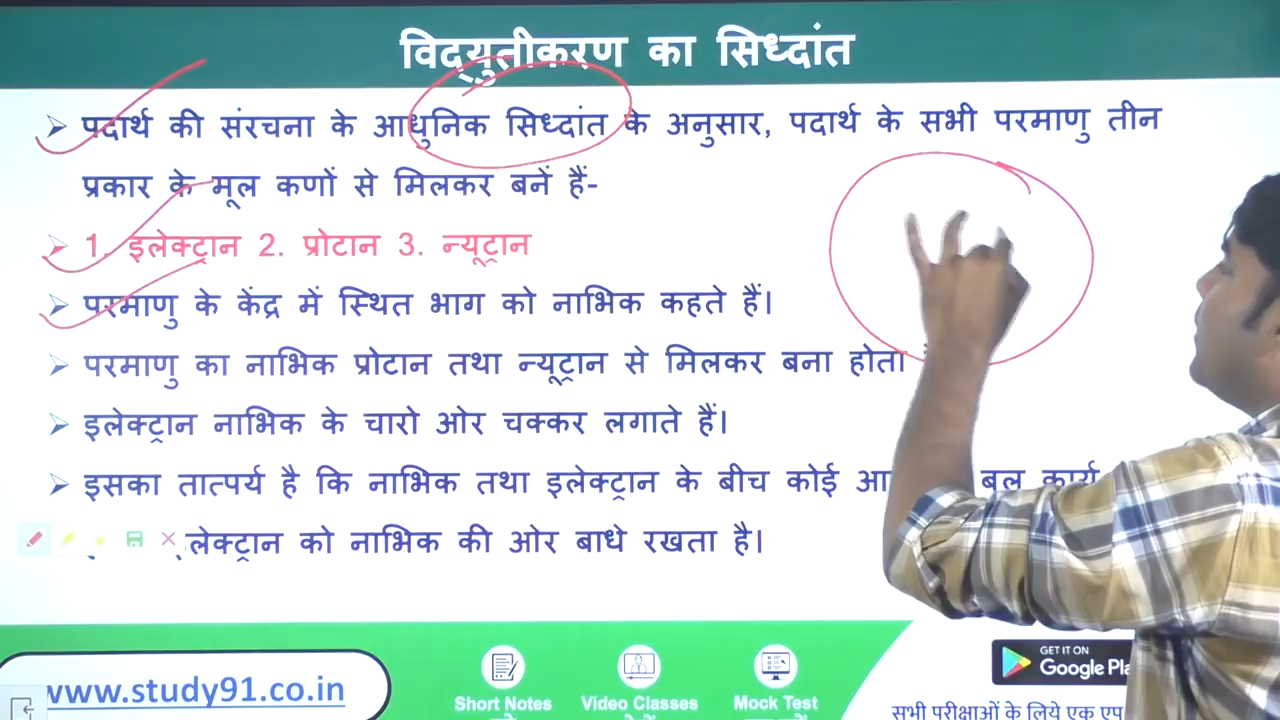 विद्युतीकरण का सिध्दांत
पदार्थ की संरचना के आधुनिक सिध्दांत के अनुसार, पदार्थ के सभी परमाणु तीन
प्रकार के मूल कणों से मिलकर बनें हैं-
1. इलेक्ट्रान 2. प्रोटान 3. न्यूट्रान
परमाणु के केंद्र में स्थित भाग को नाभिक कहते हैं।
परमाणु का नाभिक प्रोटान तथा न्यूट्रान से मिलकर बना होता
इलेक्ट्रान नाभिक के चारो ओर चक्कर लगाते हैं।
इसका तात्पर्य है कि नाभिक तथा इलेक्ट्रान के बीच कोई बल कार्य
को नाभिक की ओर बाधे रखता है।
www.study91.co.in
Short Notes
Video Classes
Mock Test
GET IT ON
Google
सभी परीक्षाओं के लिये एक